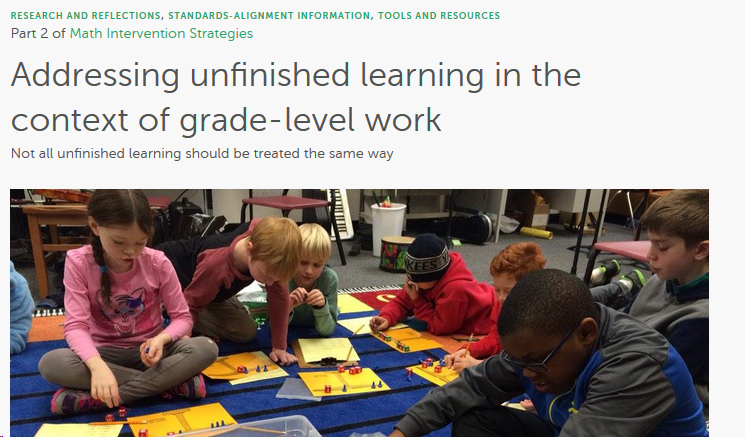 RESEARCH AND REFLECTIONS, STANDARDS-ALIGNMENT INFORMATION, TOOLS AND RESOURCES
Part 2 of Math Intervention Strategies
Addressing unfinished learning in the
context of grade-level work
Not all unfinished learning should be treated the same way